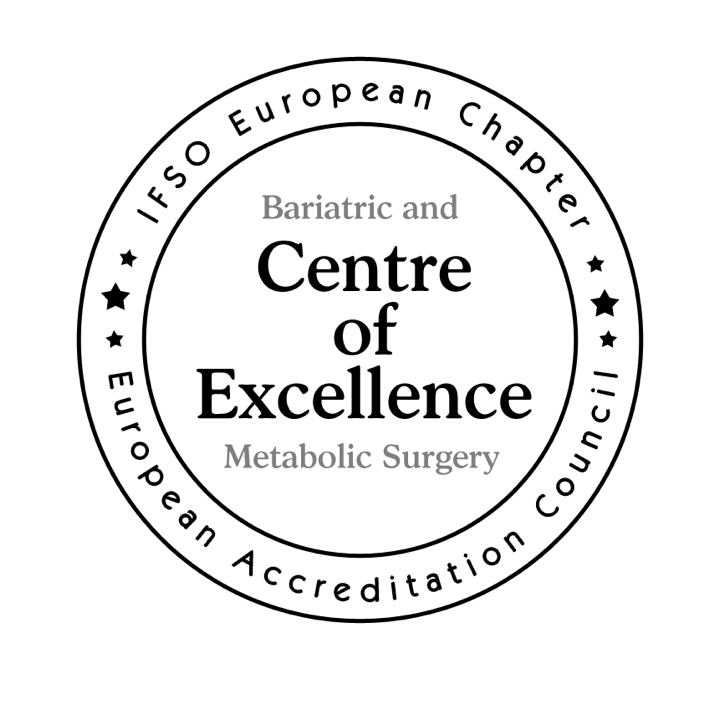 IFSO European Chapter
Bariatric and
Centre
of
Excellence
Metabolic Surgery
European Accreditation Council